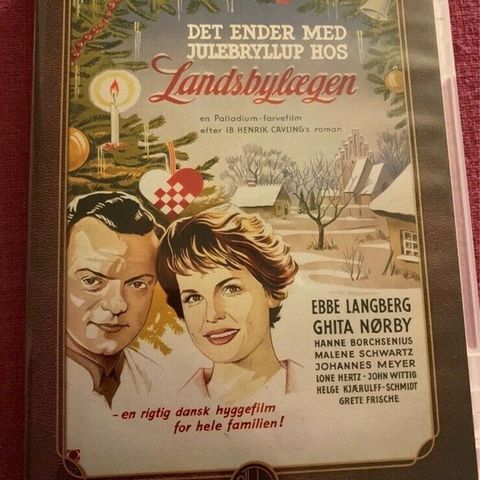 DET ENDER MED
JULEBRYLLUP HOS
Landsbylægen
en Palladium-farvefilm
efter IB HENRIK CAVLING's roman
EBBE LANGBERG
GHITA NØRBY
HANNE BORCHSENIUS
MALENE SCHWARTZ
JOHANNES MEYER
LONE HERTZ - JOHN WITTIG
HELGE KJÆRULFF-SCHMIDT
GRETE FRISCHE
- en rigtig dansk hyggefilm
for hele familien!